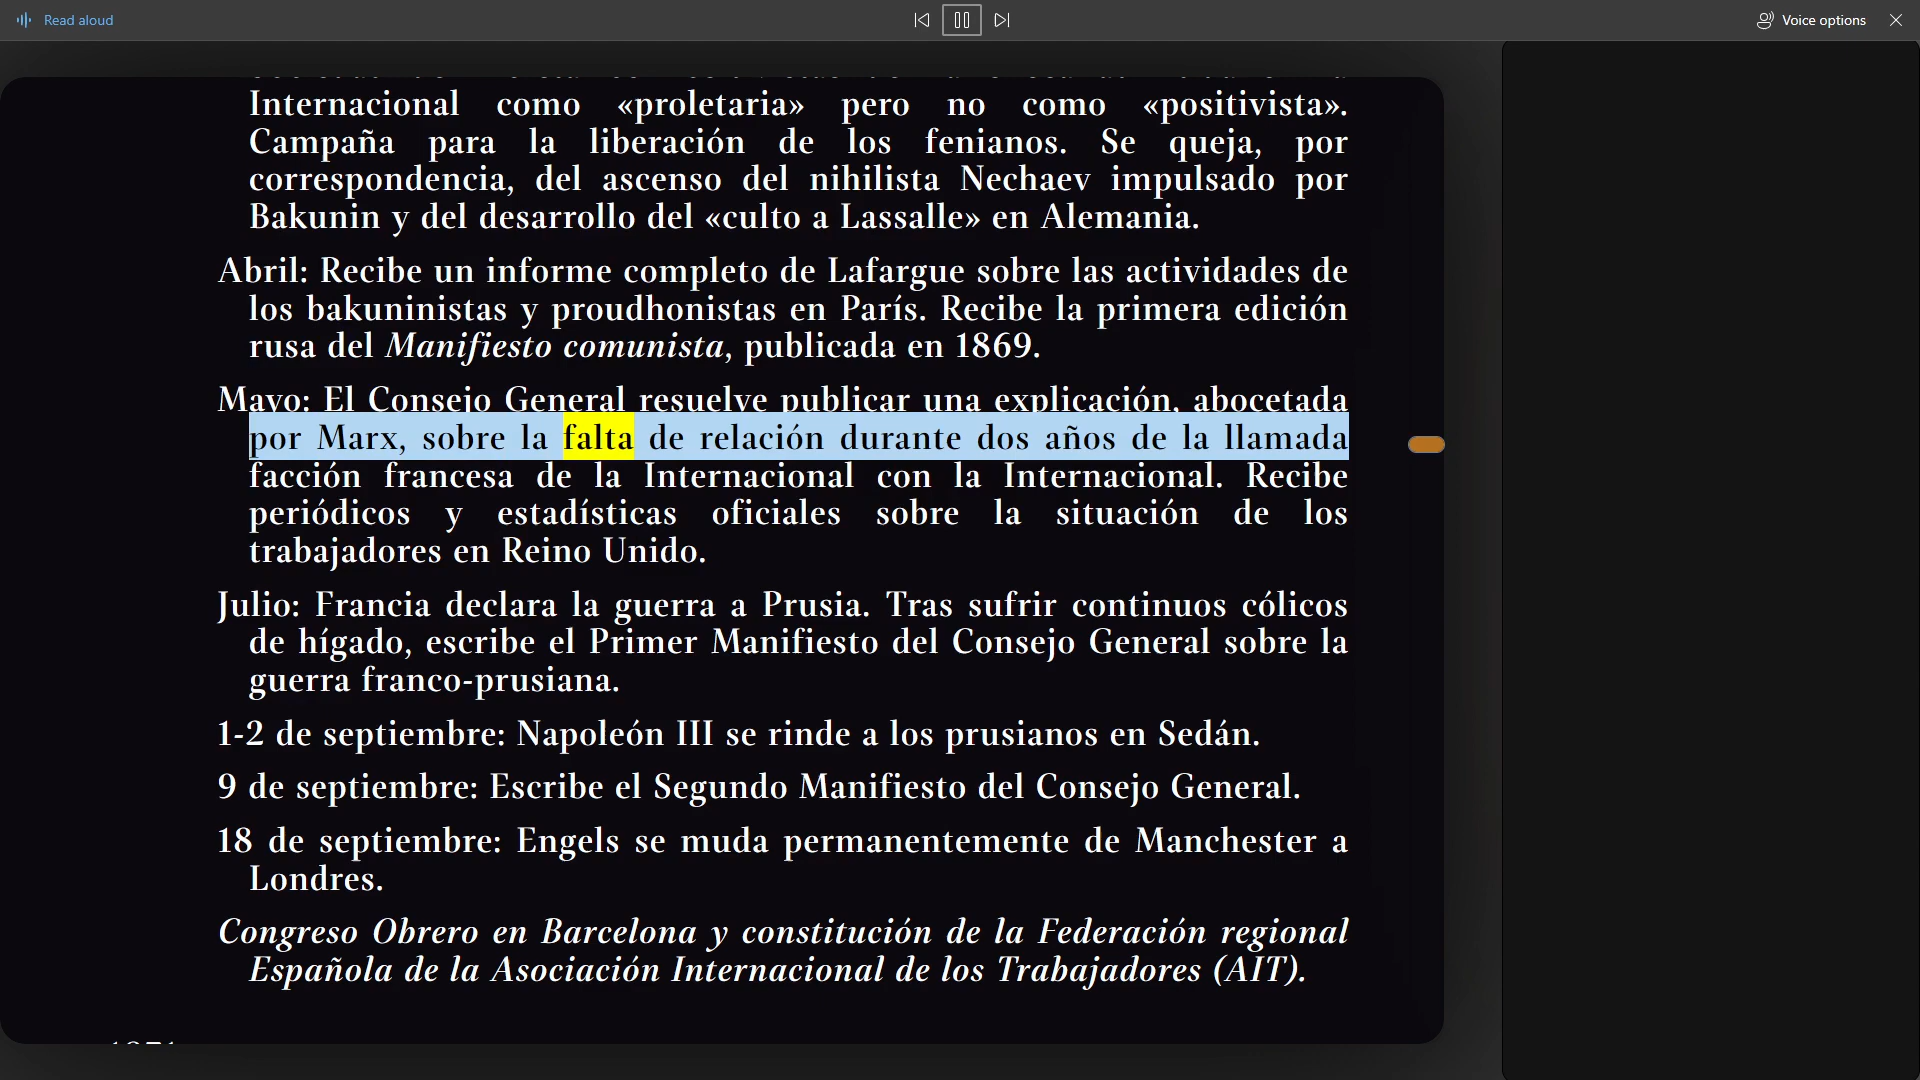 Read aloud
Voice options
Internacional como «proletaria» pero no como «positivista».
Campaña para la liberación de los fenianos. Se queja, por
correspondencia, del ascenso del nihilista Nechaev impulsado por
Bakunin y del desarrollo del «culto a Lassalle» en Alemania.
Abril: Recibe un informe completo de Lafargue sobre las actividades de
los bakuninistas y proudhonistas en París. Recibe la primera edición
rusa del Manifiesto comunista, publicada en 1869.
Mayo: El Consejo General resuelve publicar una explicación, abocetada
por Marx, sobre la falta de relación durante dos años de la llamada
facción francesa de la Internacional con la Internacional. Recibe
periódicos y estadísticas oficiales sobre la situación de los
trabajadores en Reino Unido.
Julio: Francia declara la guerra a Prusia. Tras sufrir continuos cólicos
de hígado, escribe el Primer Manifiesto del Consejo General sobre la
guerra franco-prusiana.
1-2 de septiembre: Napoleón III se rinde a los prusianos en Sedán.
9 de septiembre: Escribe el Segundo Manifiesto del Consejo General.
18 de septiembre: Engels se muda permanentemente de Manchester a
Londres.
Congreso Obrero en Barcelona y constitución de la Federación regional
Española de la Asociación Internacional de los Trabajadores (AIT).